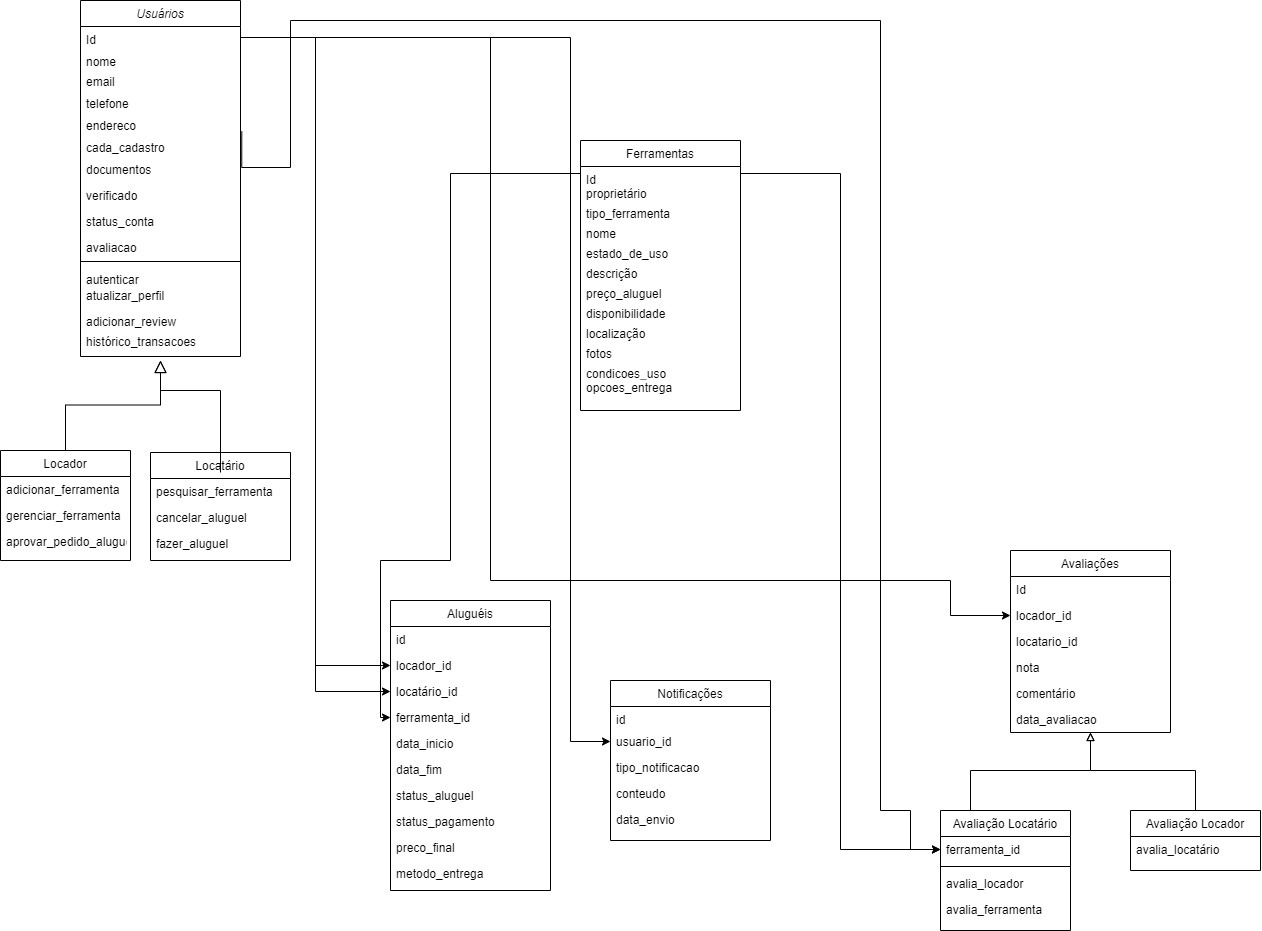 Usuários
Id
nome
email
telefone
endereco
cada_cadastro
documentos
verificado
status_conta
avaliacao
autenticar
atualizar_perfil
adicionar_review
histórico_transacoes
Locador
adicionar_ferramenta
gerenciar_ferramenta
aprovar_pedido_alugu
Locatário
pesquisar_ferramenta
cancelar_aluguel
fazer_aluguel
Ferramentas
Id
proprietário
tipo_ferramenta
nome
estado_de_uso
descrição
preço_aluguel
disponibilidade
localização
fotos
condicoes_uso
opcoes_entrega
Aluguéis
id
locador_id
locatário_id
ferramenta_id
data_inicio
data_fim
status_aluguel
status_pagamento
preco_final
metodo_entrega
Notificações
id
usuario_id
tipo_notificacao
conteudo
data_envio
Avaliações
Id
locador_id
locatario_id
nota
comentário
data_avaliacao
Avaliação Locatário
ferramenta_id
avalia_locador
avalia_ferramenta
Avaliação Locador
avalia_locatário